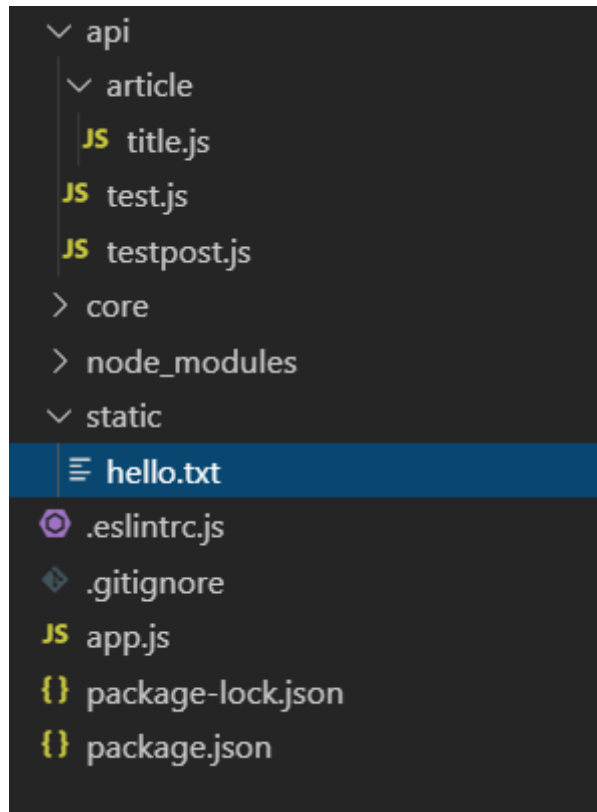 api
article
JS title.js
JS test.js
JS testpost.js
core
node_modules
static
hello.txt
.eslintrc.js
.gitignore
JS app.js
{} package-lock.json
{} package.json